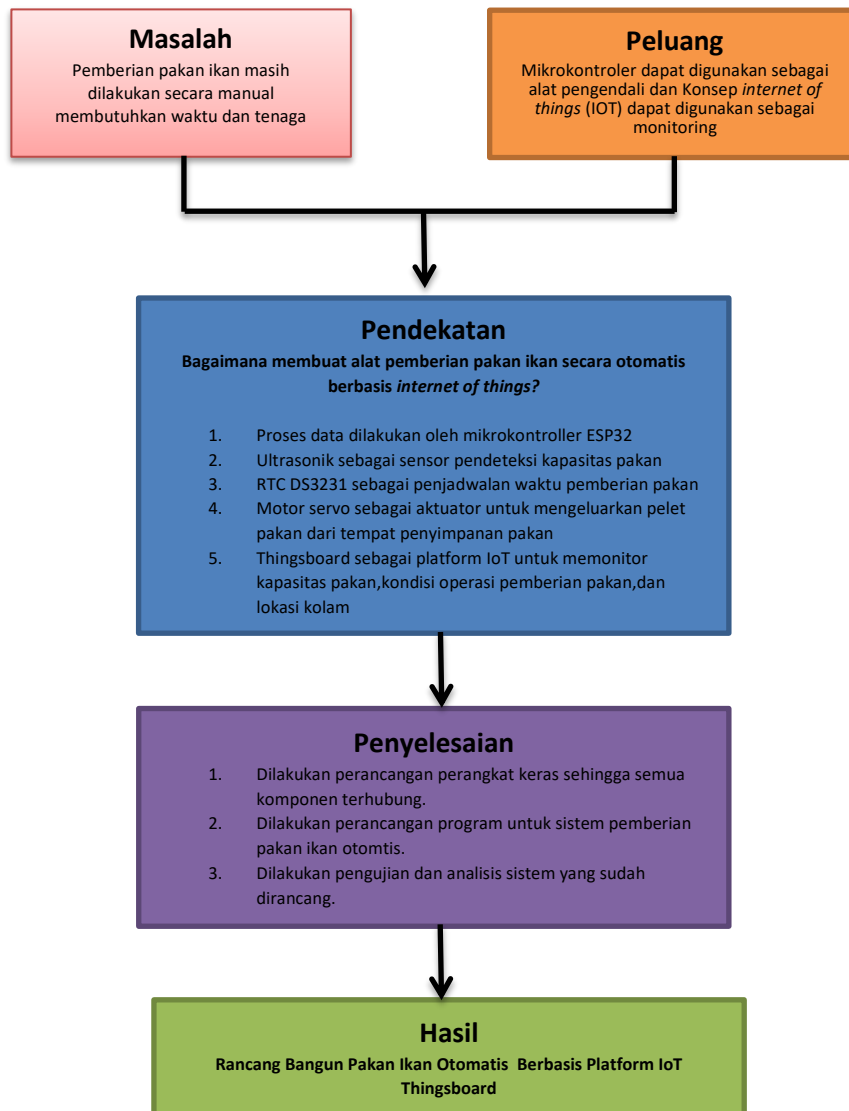 Masalah
Pemberian pakan ikan masih
dilakukan secara manual
membutuhkan waktu dan tenaga
Peluang
Mikrokontroler dapat digunakan sebagai
alat pengendali dan Konsep internet of
things (IOT) dapat digunakan sebagai
monitoring
Pendekatan
Bagaimana membuat alat pemberian pakan ikan secara otomatis
berbasis internet of things?
1. Proses data dilakukan oleh mikrokontroller ESP32
2. Ultrasonik sebagai sensor pendeteksi kapasitas pakan
3. RTC DS3231 sebagai penjadwalan waktu pemberian pakan
4. Motor servo sebagai aktuator untuk mengeluarkan pelet
pakan dari tempat penyimpanan pakan
5. Thingsboard sebagai platform IoT untuk memonitor
kapasitas pakan,kondisi operasi pemberian pakan,dan
lokasi kolam
Penyelesaian
1. Dilakukan perancangan perangkat keras sehingga semua
komponen terhubung.
2. Dilakukan perancangan program untuk sistem pemberian
pakan ikan otomtis.
3. Dilakukan pengujian dan analisis sistem yang sudah
dirancang.
Hasil
Rancang Bangun Pakan Ikan Otomatis Berbasis Platform IoT
Thingsboard